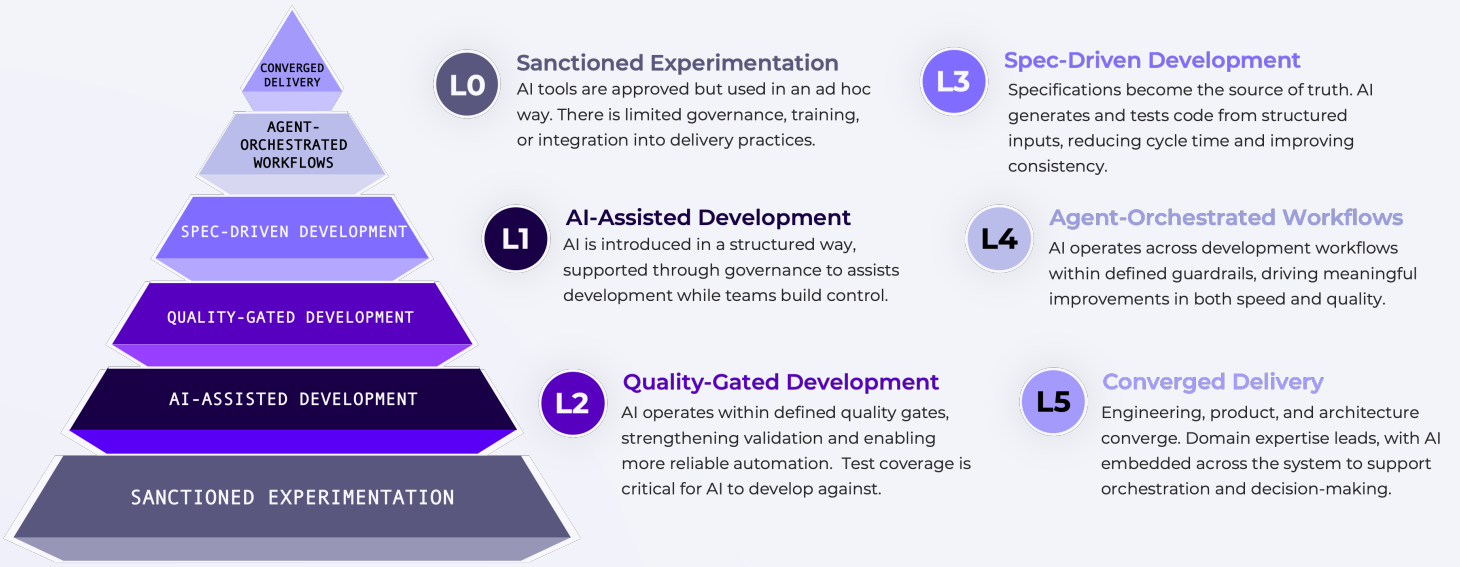 CONVERGED
DELIVERY
AGENT-
ORCHESTRATED
WORKFLOWS
SPEC-DRIVEN DEVELOPMENT
QUALITY-GATED DEVELOPMENT
AI-ASSISTED DEVELOPMENT
SANCTIONED EXPERIMENTATION
L0
Sanctioned Experimentation
AI tools are approved but used in an ad hoc
way. There is limited governance, training,
or integration into delivery practices.
L1
AI-Assisted Development
AI is introduced in a structured way,
supported through governance to assists
development while teams build control.
L2
Quality-Gated Development
AI operates within defined quality gates,
strengthening validation and enabling
more reliable automation.  Test coverage is
critical for AI to develop against.
L3
Spec-Driven Development
Specifications become the source of truth. AI
generates and tests code from structured
inputs, reducing cycle time and improving
consistency.
L4
Agent-Orchestrated Workflows
AI operates across development workflows
within defined guardrails, driving meaningful
improvements in both speed and quality.
L5
Converged Delivery
Engineering, product, and architecture
converge. Domain expertise leads, with AI
embedded across the system to support
orchestration and decision-making.